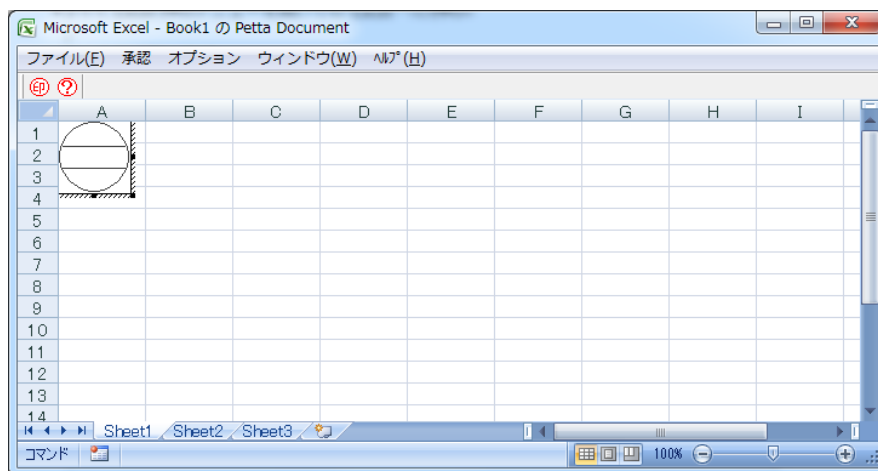 Microsoft Excel - Book1 の Petta Document
ファイル(F) 承認 オプション ウィンドウ(W) ﾍﾙﾌﾟ(H)
印 ?
A B C D E F G H I
1
2
3
4
5
6
7
8
9
10
11
12
13
14
Sheet1 Sheet2 Sheet3
コマンド 100%